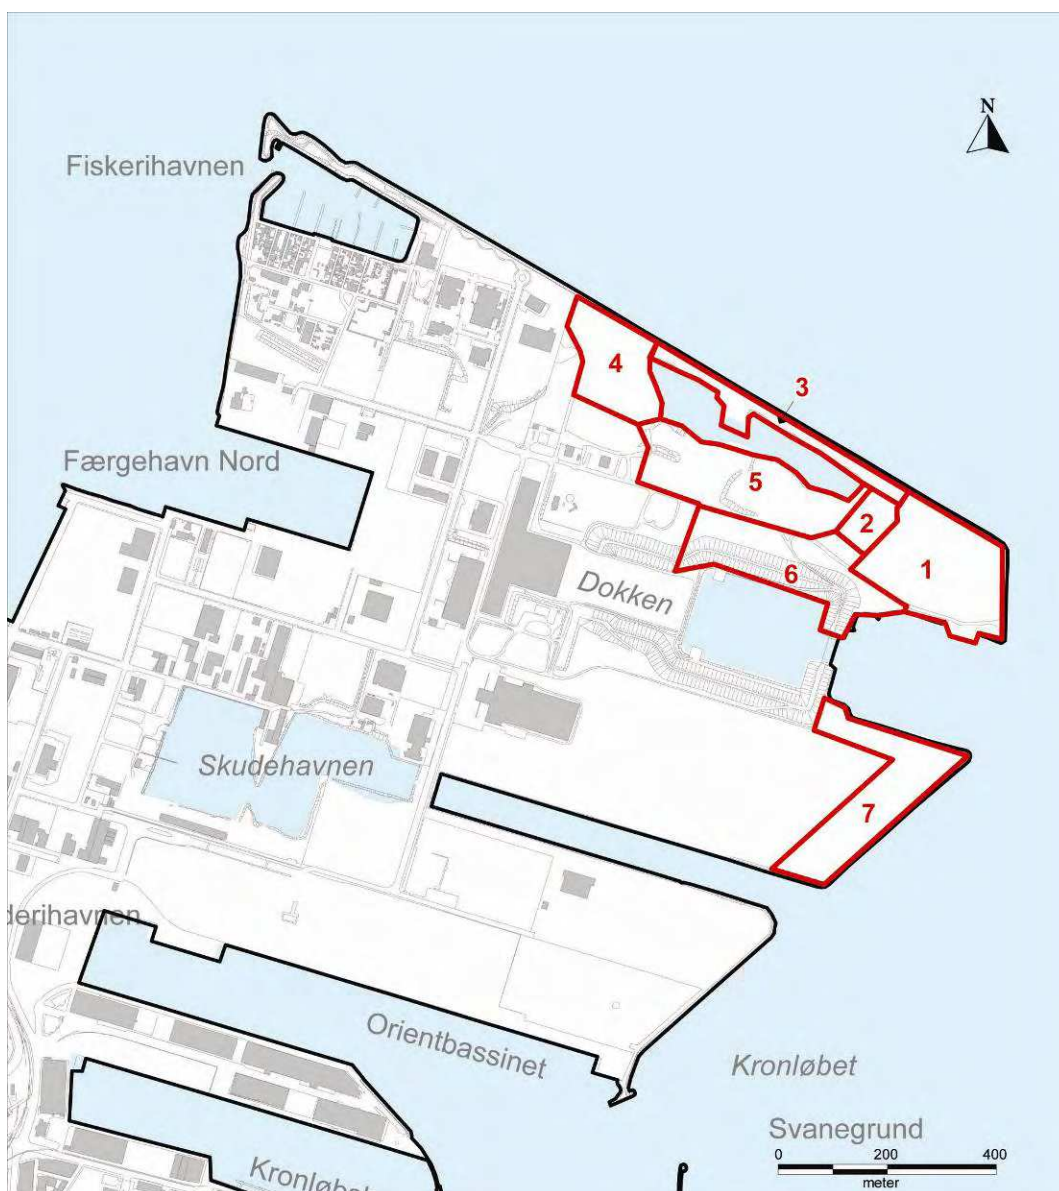 N
Fiskerihavnen
4
3
Færgehavn Nord
5
2
1
6
Dokken
Skudehavnen
7
derihavnen
Orientbassinet
Kronløbet
Svanegrund
0 200 400
meter